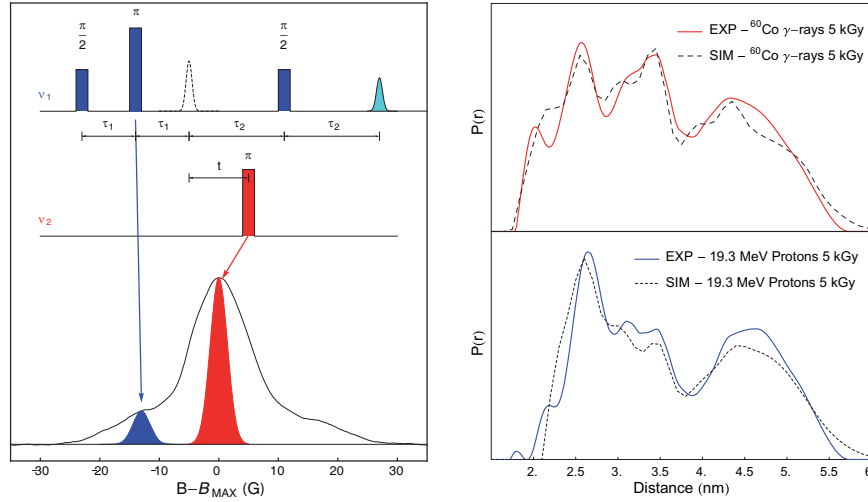 π
π/2
π/2
ν₁
τ₁
τ₁
τ₂
τ₂
π
t
ν₂
-30
-20
-10
0
10
20
30
B−B_MAX (G)
EXP − ⁶⁰Co γ−rays 5 kGy
SIM − ⁶⁰Co γ−rays 5 kGy
P(r)
EXP − 19.3 MeV Protons 5 kGy
SIM − 19.3 MeV Protons 5 kGy
P(r)
2.
2.5
3.
3.5
4.
4.5
5.
5.5
6
Distance (nm)